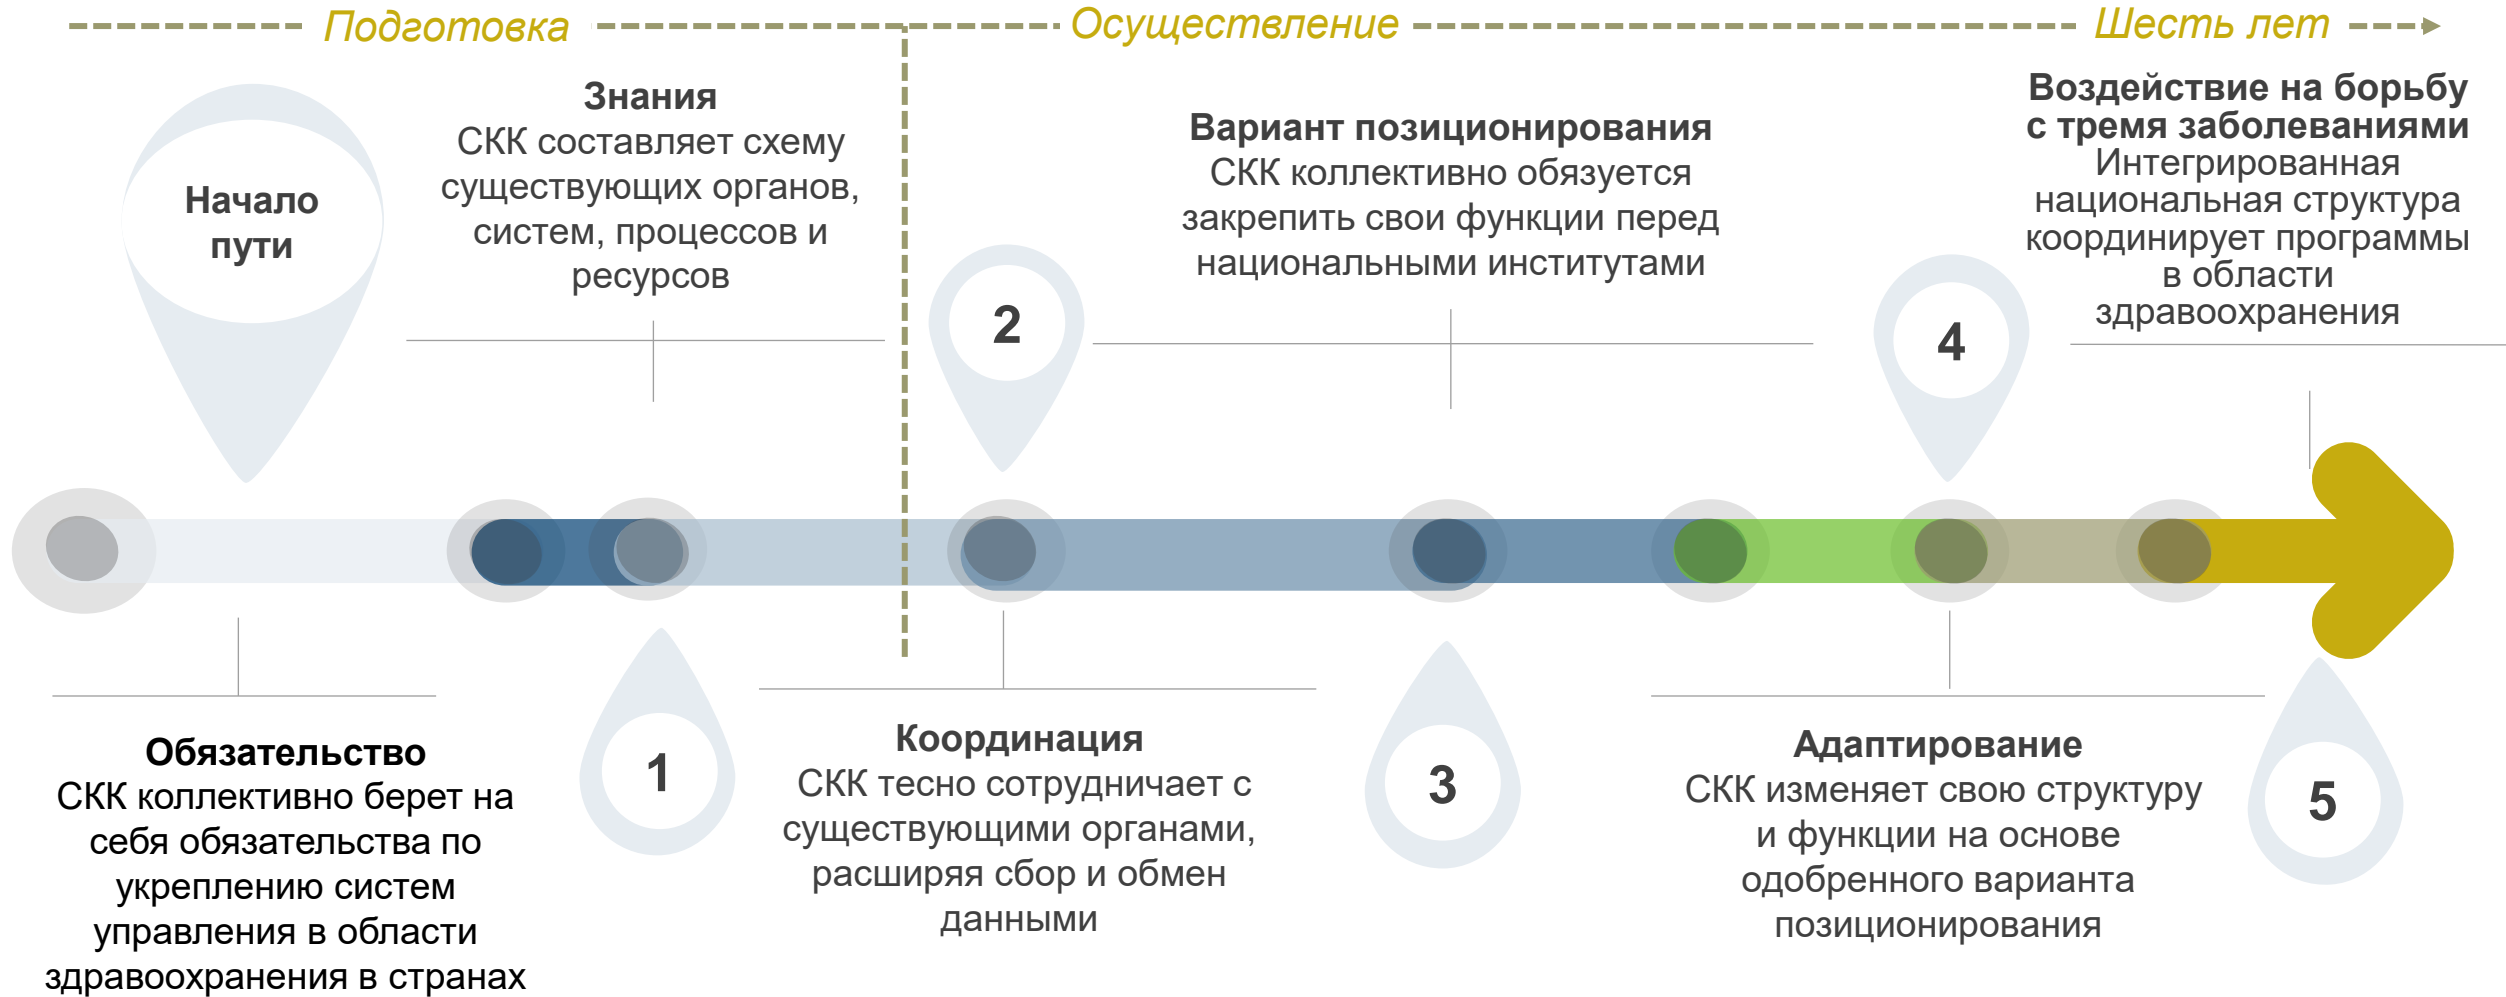 Подготовка
Осуществление
Шесть лет
Начало
пути
Знания
СКК составляет схему
существующих органов,
систем, процессов и
ресурсов
2
Вариант позиционирования
СКК коллективно обязуется
закрепить свои функции перед
национальными институтами
4
Воздействие на борьбу
с тремя заболеваниями
Интегрированная
национальная структура
координирует программы
в области
здравоохранения
Обязательство
СКК коллективно берет на
себя обязательства по
укреплению систем
управления в области
здравоохранения в странах
1
Координация
СКК тесно сотрудничает с
существующими органами,
расширяя сбор и обмен
данными
3
Адаптирование
СКК изменяет свою структуру
и функции на основе
одобренного варианта
позиционирования
5